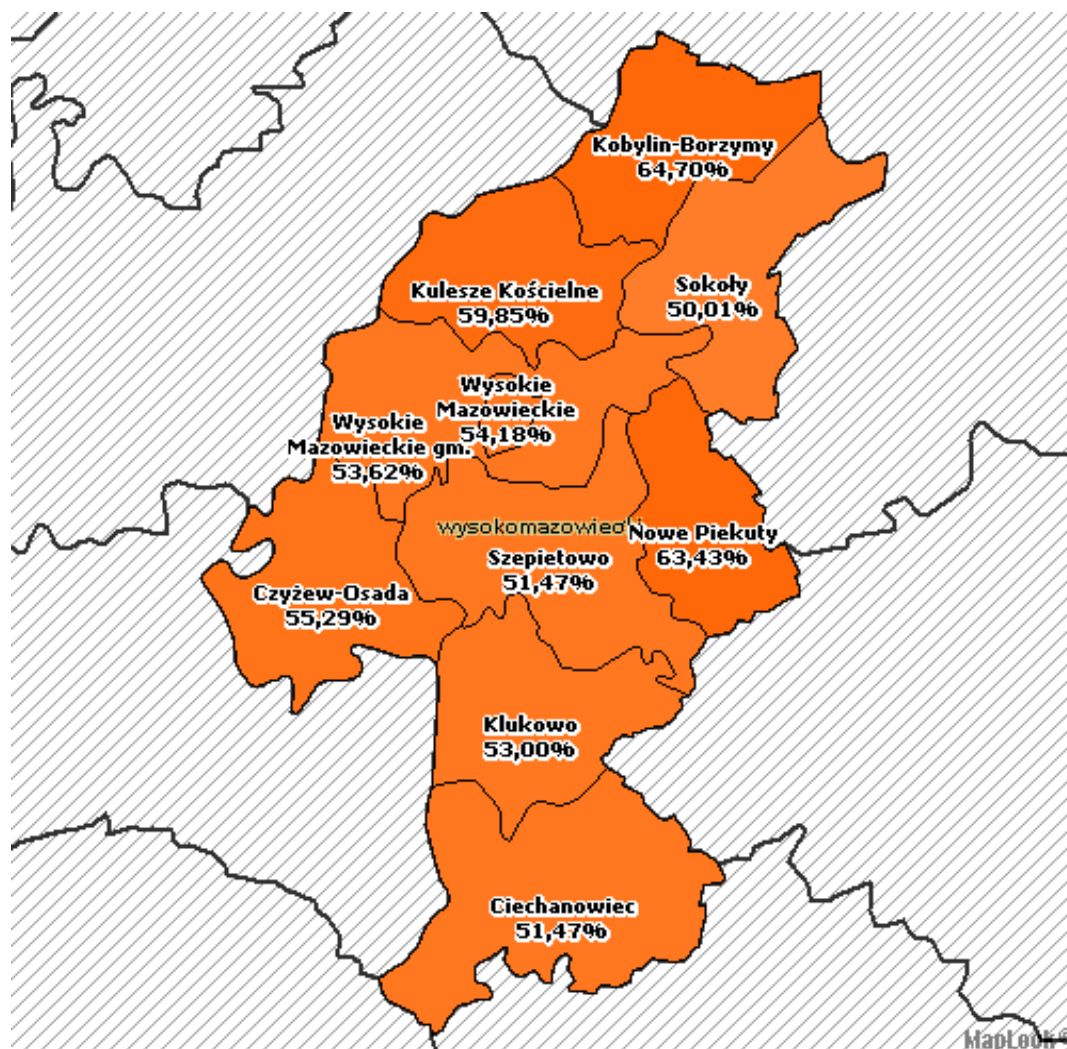 Kobylin-Borzymy
64,70%
Kulesze Kościelne
59,85%
Sokoły
50,01%
Wysokie
Mazowieckie
54,18%
Wysokie
Mazowieckie gm.
53,62%
wysokomazowiecki
Nowe Piekuty
63,43%
Szepietowo
51,47%
Czyżew-Osada
55,29%
Klukowo
53,00%
Ciechanowiec
51,47%
MapLook®